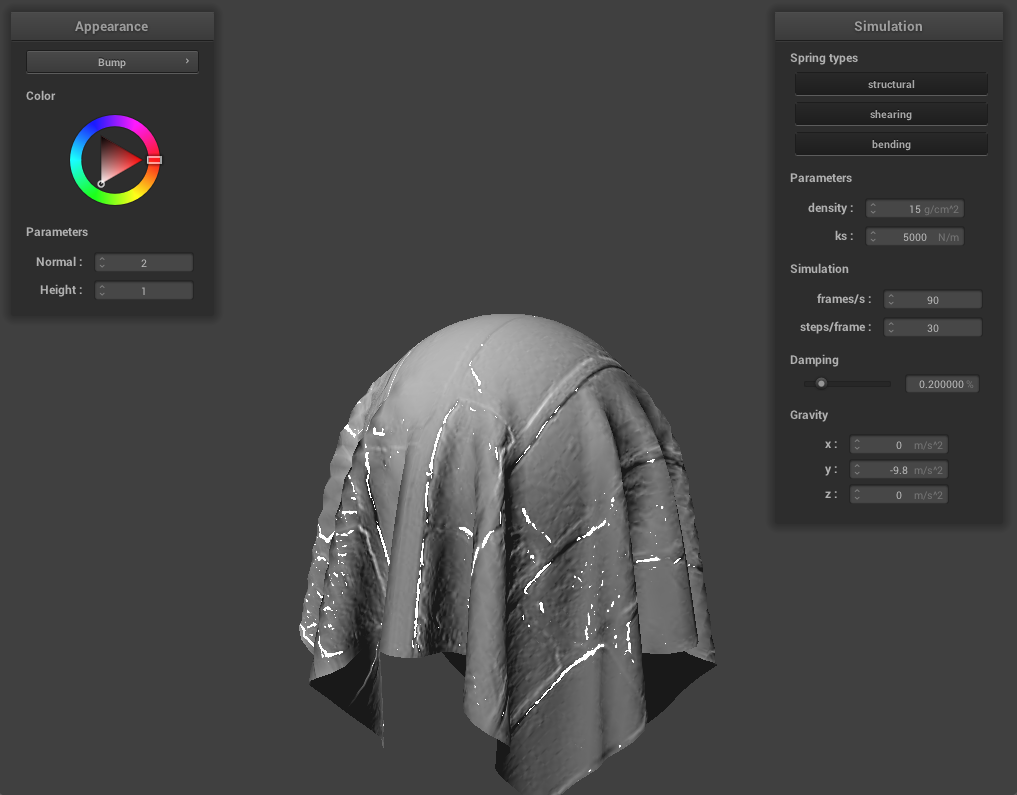 Appearance
Bump ›
Color
Parameters
Normal : 2
Height : 1
Simulation
Spring types
structural
shearing
bending
Parameters
density : 15 g/cm^2
ks : 5000 N/m
Simulation
frames/s : 90
steps/frame : 30
Damping
0.200000 %
Gravity
x : 0 m/s^2
y : -9.8 m/s^2
z : 0 m/s^2